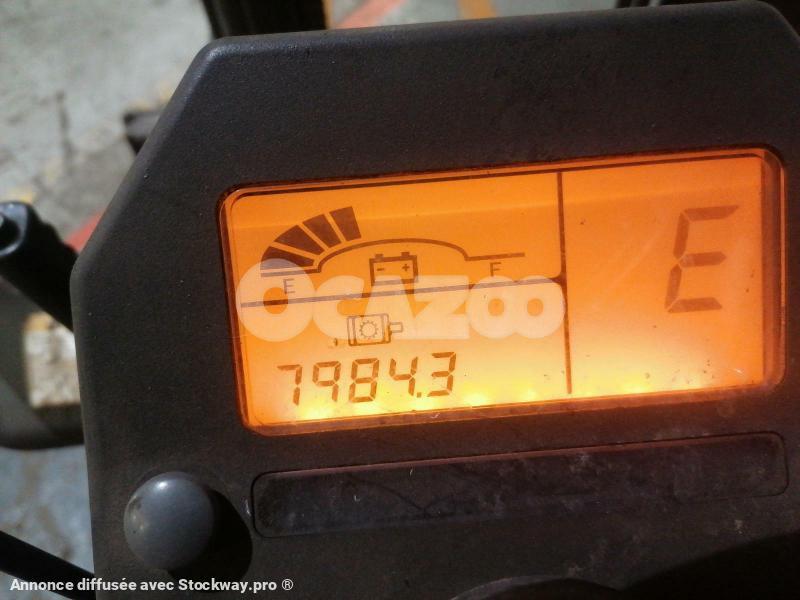 E
- +
E
F
OCAZOO
7984.3
Annonce diffusée avec Stockway.pro ®